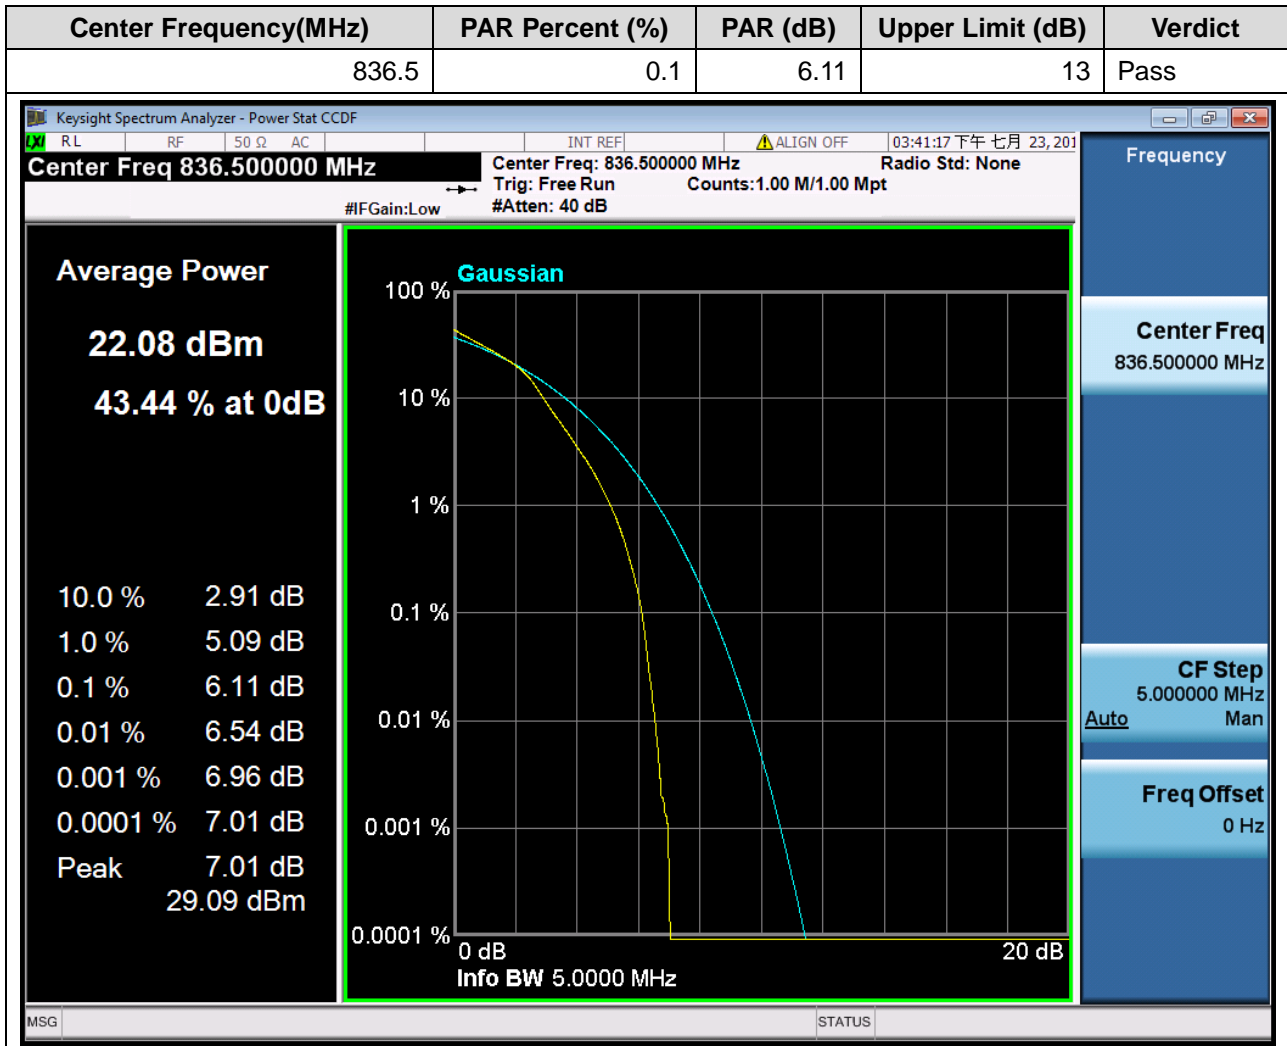 Center Frequency(MHz) PAR Percent (%) PAR (dB) Upper Limit (dB) Verdict
836.5 0.1 6.11 13 Pass
Keysight Spectrum Analyzer - Power Stat CCDF
LXI RL RF 50 Ω AC INT REF ALIGN OFF 03:41:17 下午 七月 23, 201
Center Freq 836.500000 MHz
Center Freq: 836.500000 MHz Radio Std: None
Trig: Free Run Counts:1.00 M/1.00 Mpt
#IFGain:Low #Atten: 40 dB
Frequency
Average Power
22.08 dBm
43.44 % at 0dB
10.0 % 2.91 dB
1.0 % 5.09 dB
0.1 % 6.11 dB
0.01 % 6.54 dB
0.001 % 6.96 dB
0.0001 % 7.01 dB
Peak 7.01 dB
29.09 dBm
Gaussian
100 %
10 %
1 %
0.1 %
0.01 %
0.001 %
0.0001 %
0 dB 20 dB
Info BW 5.0000 MHz
Center Freq
836.500000 MHz
CF Step
5.000000 MHz
Auto Man
Freq Offset
0 Hz
MSG STATUS